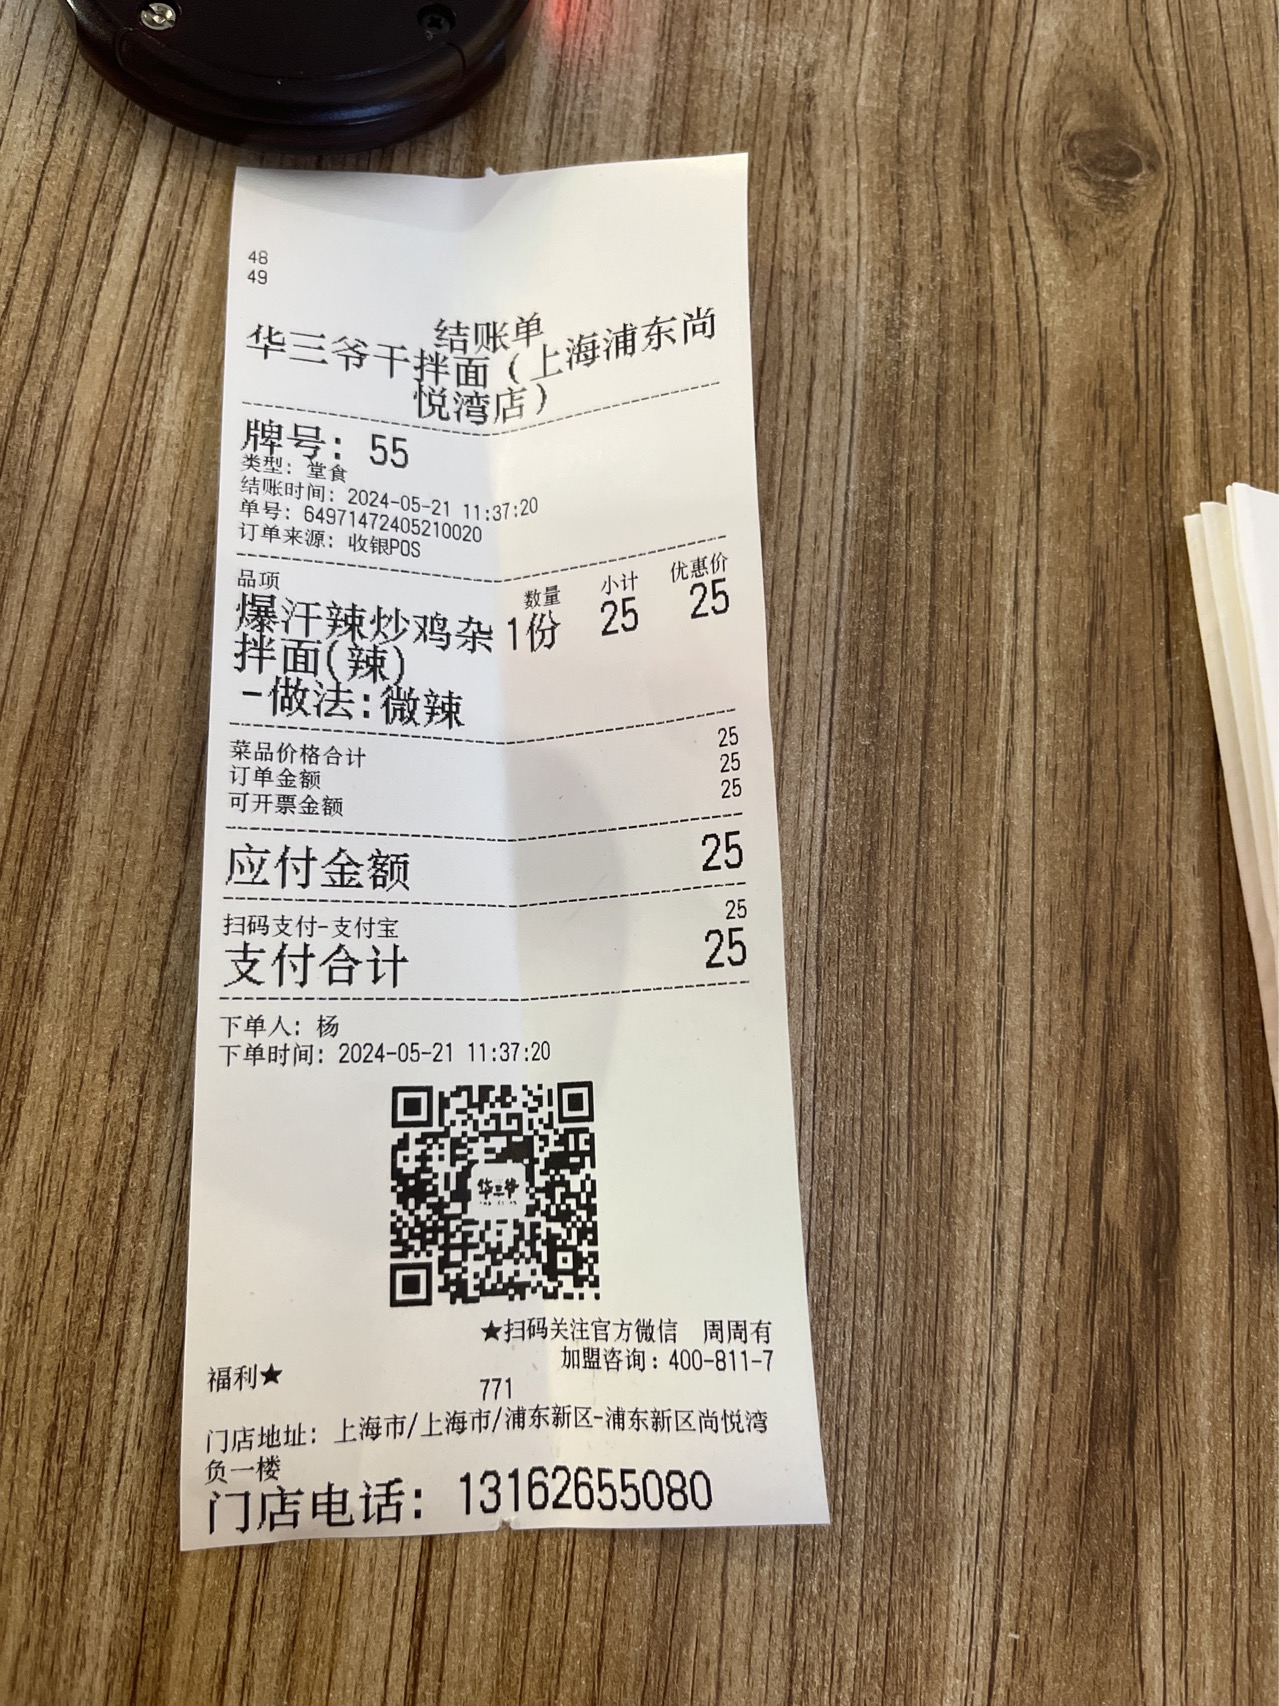 48
49
结账单
华三爷干拌面（上海浦东尚
悦湾店）
牌号：55
类型：堂食
结账时间：2024-05-21 11:37:20
单号：64971472405210020
订单来源：收银POS
品项 数量 小计 优惠价
爆汗辣炒鸡杂 1份 25 25
拌面(辣)
-做法:微辣
菜品价格合计 25
订单金额 25
可开票金额 25
应付金额 25
扫码支付-支付宝 25
支付合计 25
下单人：杨
下单时间：2024-05-21 11:37:20
华三爷
★扫码关注官方微信 周周有
福利★
加盟咨询：400-811-7
771
门店地址：上海市/上海市/浦东新区-浦东新区尚悦湾
负一楼
门店电话：13162655080